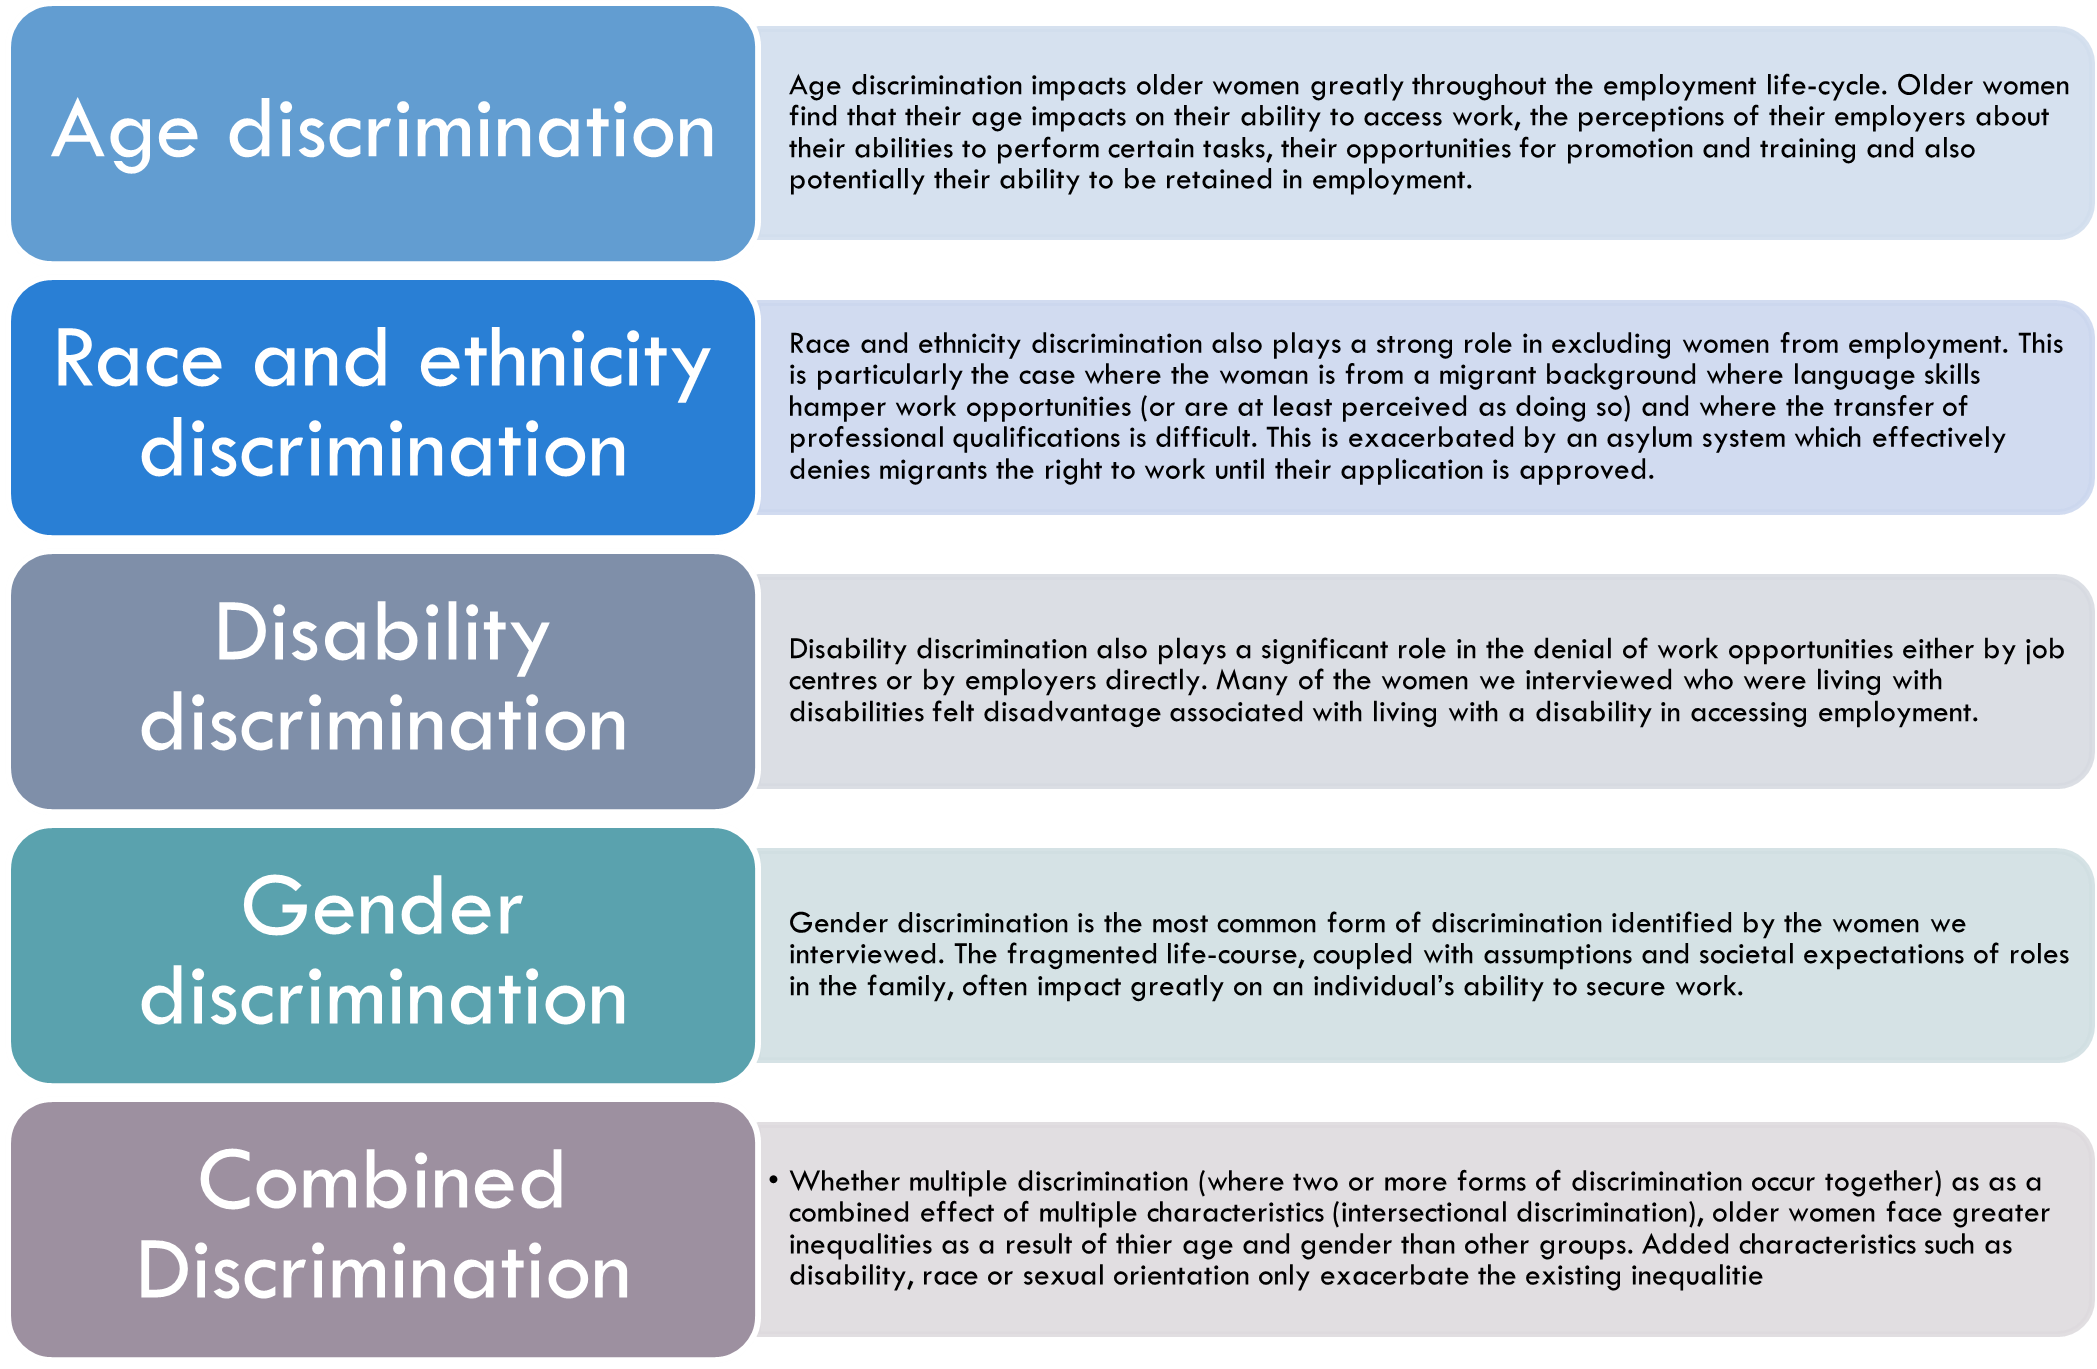 Age discrimination
Age discrimination impacts older women greatly throughout the employment life-cycle. Older women
find that their age impacts on their ability to access work, the perceptions of their employers about
their abilities to perform certain tasks, their opportunities for promotion and training and also
potentially their ability to be retained in employment.
Race and ethnicity
discrimination
Race and ethnicity discrimination also plays a strong role in excluding women from employment. This
is particularly the case where the woman is from a migrant background where language skills
hamper work opportunities (or are at least perceived as doing so) and where the transfer of
professional qualifications is difficult. This is exacerbated by an asylum system which effectively
denies migrants the right to work until their application is approved.
Disability
discrimination
Disability discrimination also plays a significant role in the denial of work opportunities either by job
centres or by employers directly. Many of the women we interviewed who were living with
disabilities felt disadvantage associated with living with a disability in accessing employment.
Gender
discrimination
Gender discrimination is the most common form of discrimination identified by the women we
interviewed. The fragmented life-course, coupled with assumptions and societal expectations of roles
in the family, often impact greatly on an individual’s ability to secure work.
Combined
Discrimination
• Whether multiple discrimination (where two or more forms of discrimination occur together) as as a
combined effect of multiple characteristics (intersectional discrimination), older women face greater
inequalities as a result of thier age and gender than other groups. Added characteristics such as
disability, race or sexual orientation only exacerbate the existing inequalitie